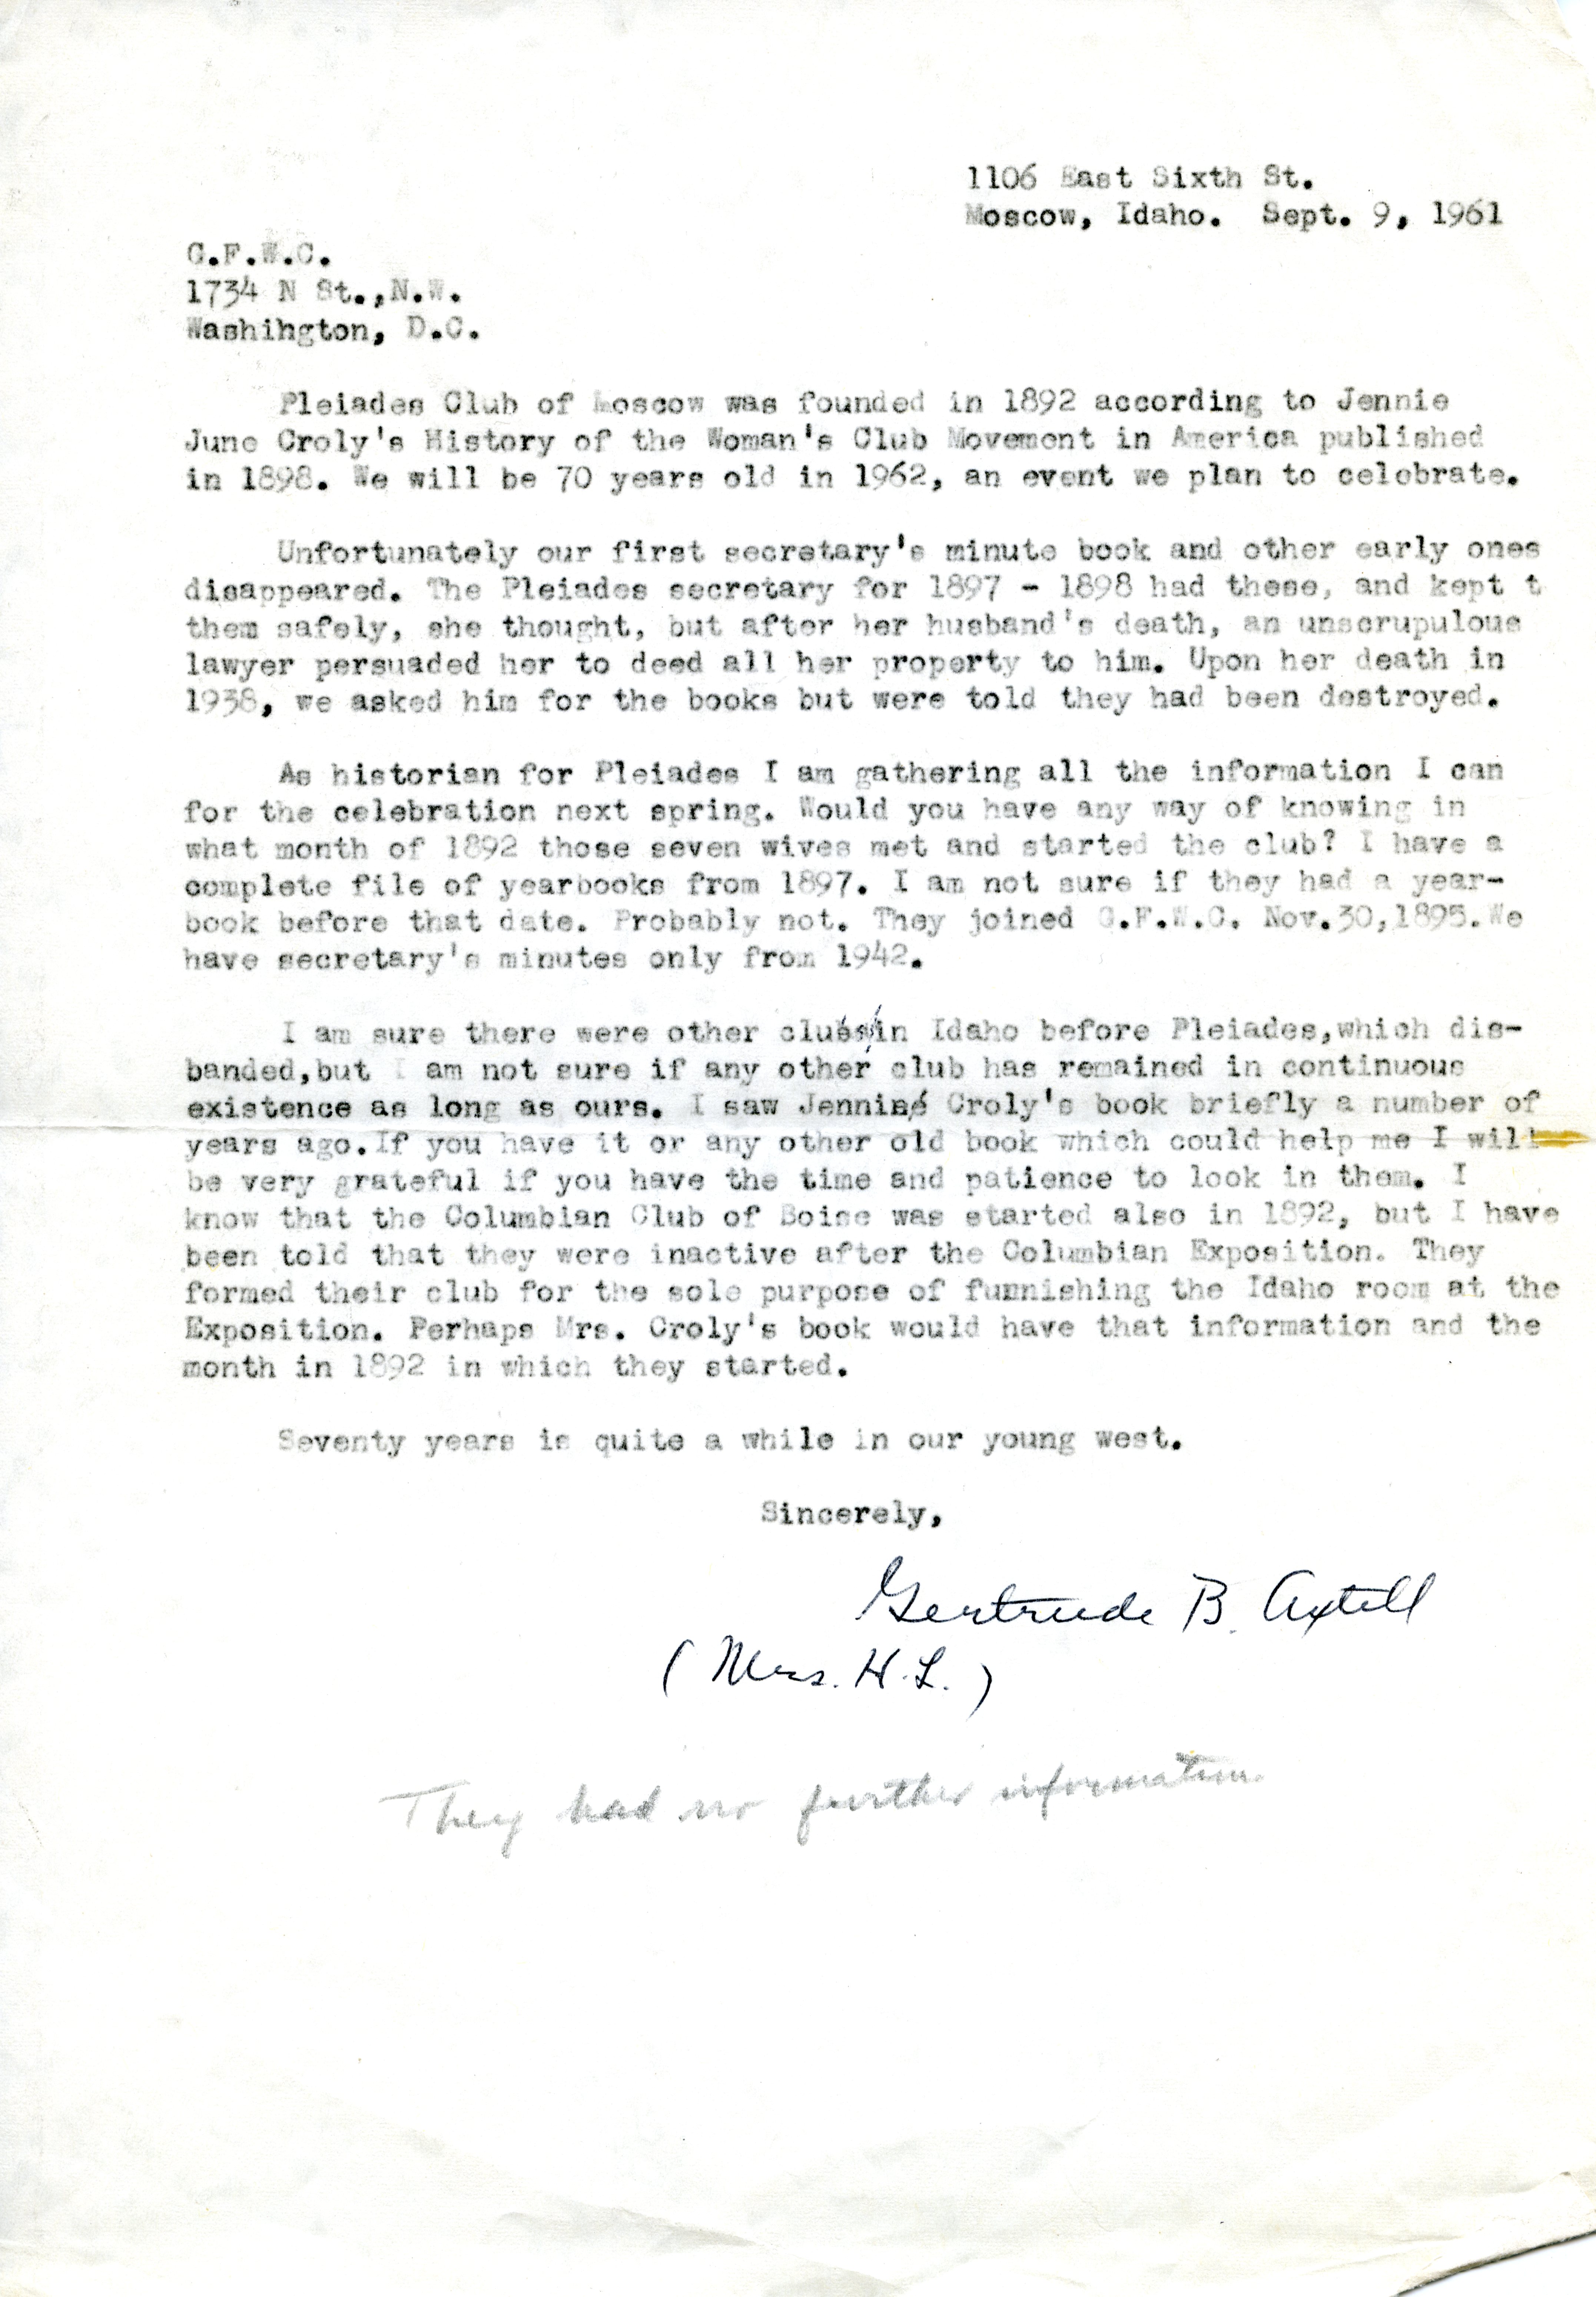 1106 East Sixth St.
Moscow, Idaho. Sept. 9, 1961
G.F.W.C.
1734 N St.,N.W.
Washihgton, D.C.
Pleiades Club of Moscow was founded in 1892 according to Jennie
June Croly's History of the Woman's Club Movement in America published
in 1898. We will be 70 years old in 1962, an event we plan to celebrate.
Unfortunately our first secretary's minute book and other early ones
disappeared. The Pleiades secretary for 1897 - 1898 had these, and kept t
them safely, she thought, but after her husband's death, an unscrupulous
lawyer persuaded her to deed all her property to him. Upon her death in
1938, we asked him for the books but were told they had been destroyed.
As historian for Pleiades I am gathering all the information I can
for the celebration next spring. Would you have any way of knowing in
what month of 1892 those seven wives met and started the club? I have a
complete file of yearbooks from 1897. I am not sure if they had a year-
book before that date. Probably not. They joined G.F.W.C. Nov.30,1895.We
have secretary's minutes only from 1942.
I am sure there were other clubs in Idaho before Pleiades,which dis-
banded,but I am not sure if any other club has remained in continuous
existence as long as ours. I saw Jennie Croly's book briefly a number of
years ago.If you have it or any other old book which could help me I will
be very grateful if you have the time and patience to look in them. I
know that the Columbian Club of Boise was started also in 1892, but I have
been told that they were inactive after the Columbian Exposition. They
formed their club for the sole purpose of furnishing the Idaho room at the
Exposition. Perhaps Mrs. Croly's book would have that information and the
month in 1892 in which they started.
Seventy years is quite a while in our young west.
Sincerely,
Gertrude B. Axtell
(Mrs. H.L.)
They had no further information.